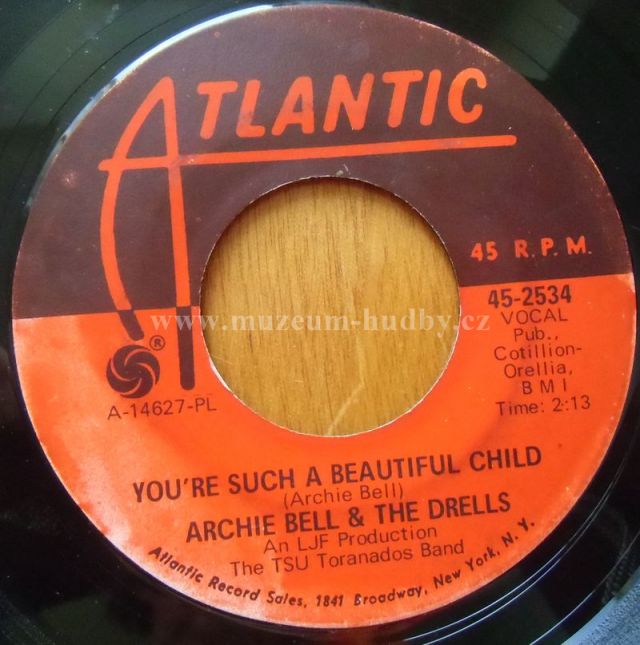 ATLANTIC
45 R.P.M.
www.muzeum-hudby.cz
45-2534
VOCAL
Pub.,
Cotillion-
Orellia,
BMI
Time: 2:13
®
A-14627-PL
YOU'RE SUCH A BEAUTIFUL CHILD
(Archie Bell)
ARCHIE BELL & THE DRELLS
An LJF Production
The TSU Toranados Band
Atlantic Record Sales, 1841 Broadway, New York, N. Y.